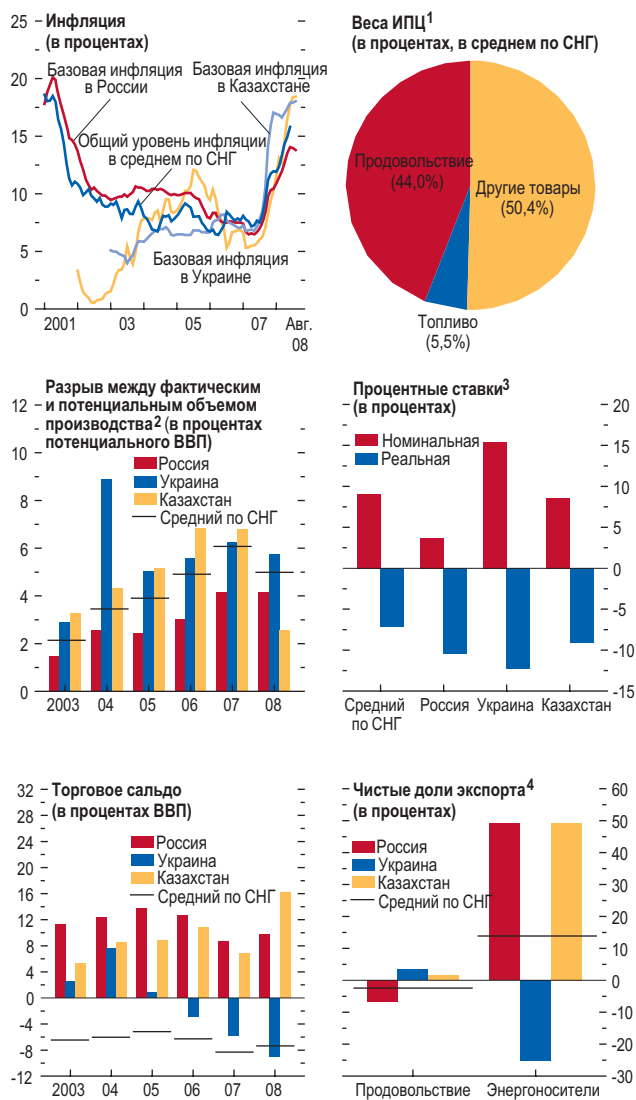 Инфляция
(в процентах)
25
20
15
10
5
0
Базовая инфляция
в России
Базовая инфляция
в Казахстане
Общий уровень инфляции
в среднем по СНГ
Базовая инфляция
в Украине
2001 03 05 07 Авг.
08
Веса ИПЦ1
(в процентах, в среднем по СНГ)
Продовольствие
(44,0%)
Другие товары
(50,4%)
Топливо
(5,5%)
Разрыв между фактическим
и потенциальным объемом
производства2 (в процентах
потенциального ВВП)
Россия
Украина
Казахстан
Средний по СНГ
12
10
8
6
4
2
0
2003 04 05 06 07 08
Процентные ставки3
(в процентах)
Номинальная
Реальная
20
15
10
5
0
-5
-10
-15
Средний
по СНГ
Россия
Украина
Казахстан
Торговое сальдо
(в процентах ВВП)
Россия
Украина
Казахстан
Средний по СНГ
32
28
24
20
16
12
8
4
0
-4
-8
-12
2003 04 05 06 07 08
Чистые доли экспорта4
(в процентах)
Россия
Украина
Казахстан
Средний по СНГ
60
50
40
30
20
10
0
-10
-20
-30
Продовольствие Энергоносители